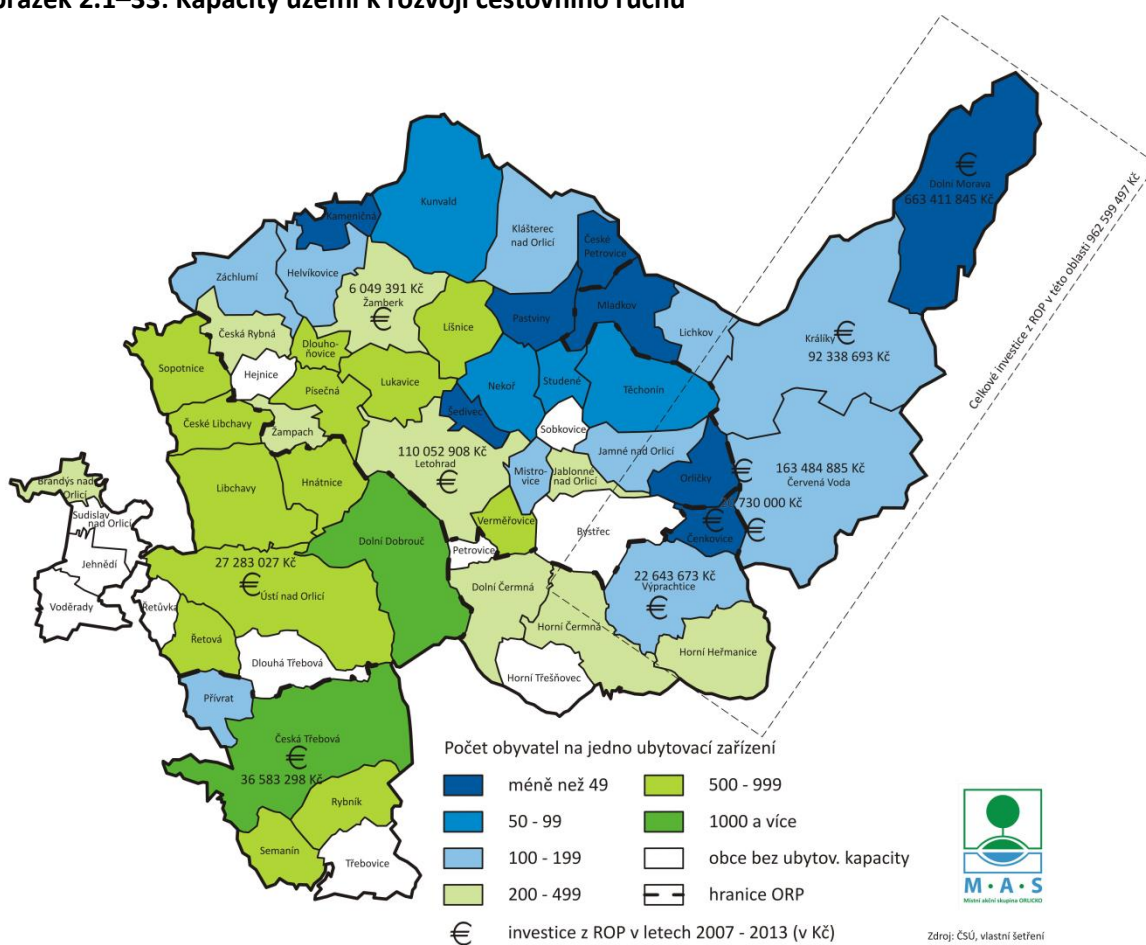 2.1–33: Kapacity území k rozvoji cestovního ruchu
€
Dolní Morava
663 411 845 Kč
Celkové investice z ROP v této oblasti 962 599 497 Kč
Kunvald
Kameničná
Klášterec
nad Orlicí
České
Petrovice
Záchlumí
Helvíkovice
6 049 391 Kč
Žamberk
€
Pastviny
Mladkov
Lichkov
Králíky
€
92 338 693 Kč
Líšnice
Česká Rybná
Dlouho-
ňovice
Sopotnice
Hejnice
Písečná
Lukavice
Nekoř
Studené
Těchonín
České Libchavy
Žampach
Šedivec
Sobkovice
110 052 908 Kč
Letohrad
€
Mistro-
vice
Jablonné
nad Orlicí
Jamné nad Orlicí
Orličky
€
163 484 885 Kč
Červená Voda
Brandýs nad
Orlicí
Libchavy
Hnátnice
730 000 Kč
€
€
Čenkovice
Sudislav
nad Orlicí
Verměřovice
Bystřec
Dolní Dobrouč
Petrovice
Jehnědí
27 283 027 Kč
€
Ústí nad Orlicí
22 643 673 Kč
Výprachtice
€
Voděrady
Řetůvka
Dolní Čermná
Řetová
Horní Čermná
Horní Heřmanice
Dlouhá Třebová
Horní Třešňovec
Přívrat
Česká Třebová
€
36 583 298 Kč
Rybník
Semanín
Třebovice
Počet obyvatel na jedno ubytovací zařízení
méně než 49
500 - 999
50 - 99
1000 a více
100 - 199
obce bez ubytov. kapacity
200 - 499
hranice ORP
€ investice z ROP v letech 2007 - 2013 (v Kč)
M·A·S
Místní akční skupina ORLICKO
Zdroj: ČSÚ, vlastní šetření